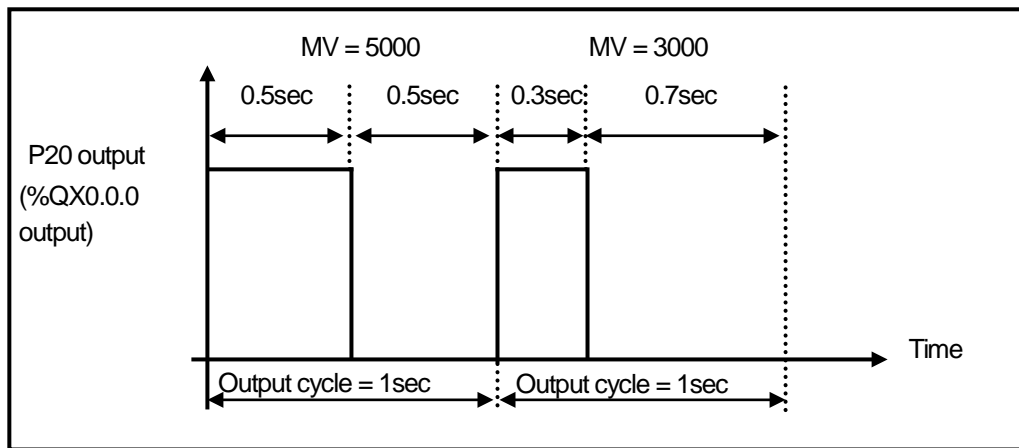 MV = 5000
MV = 3000
0.5sec
0.5sec
0.3sec
0.7sec
P20 output
(%QX0.0.0
output)
Time
Output cycle = 1sec
Output cycle = 1sec